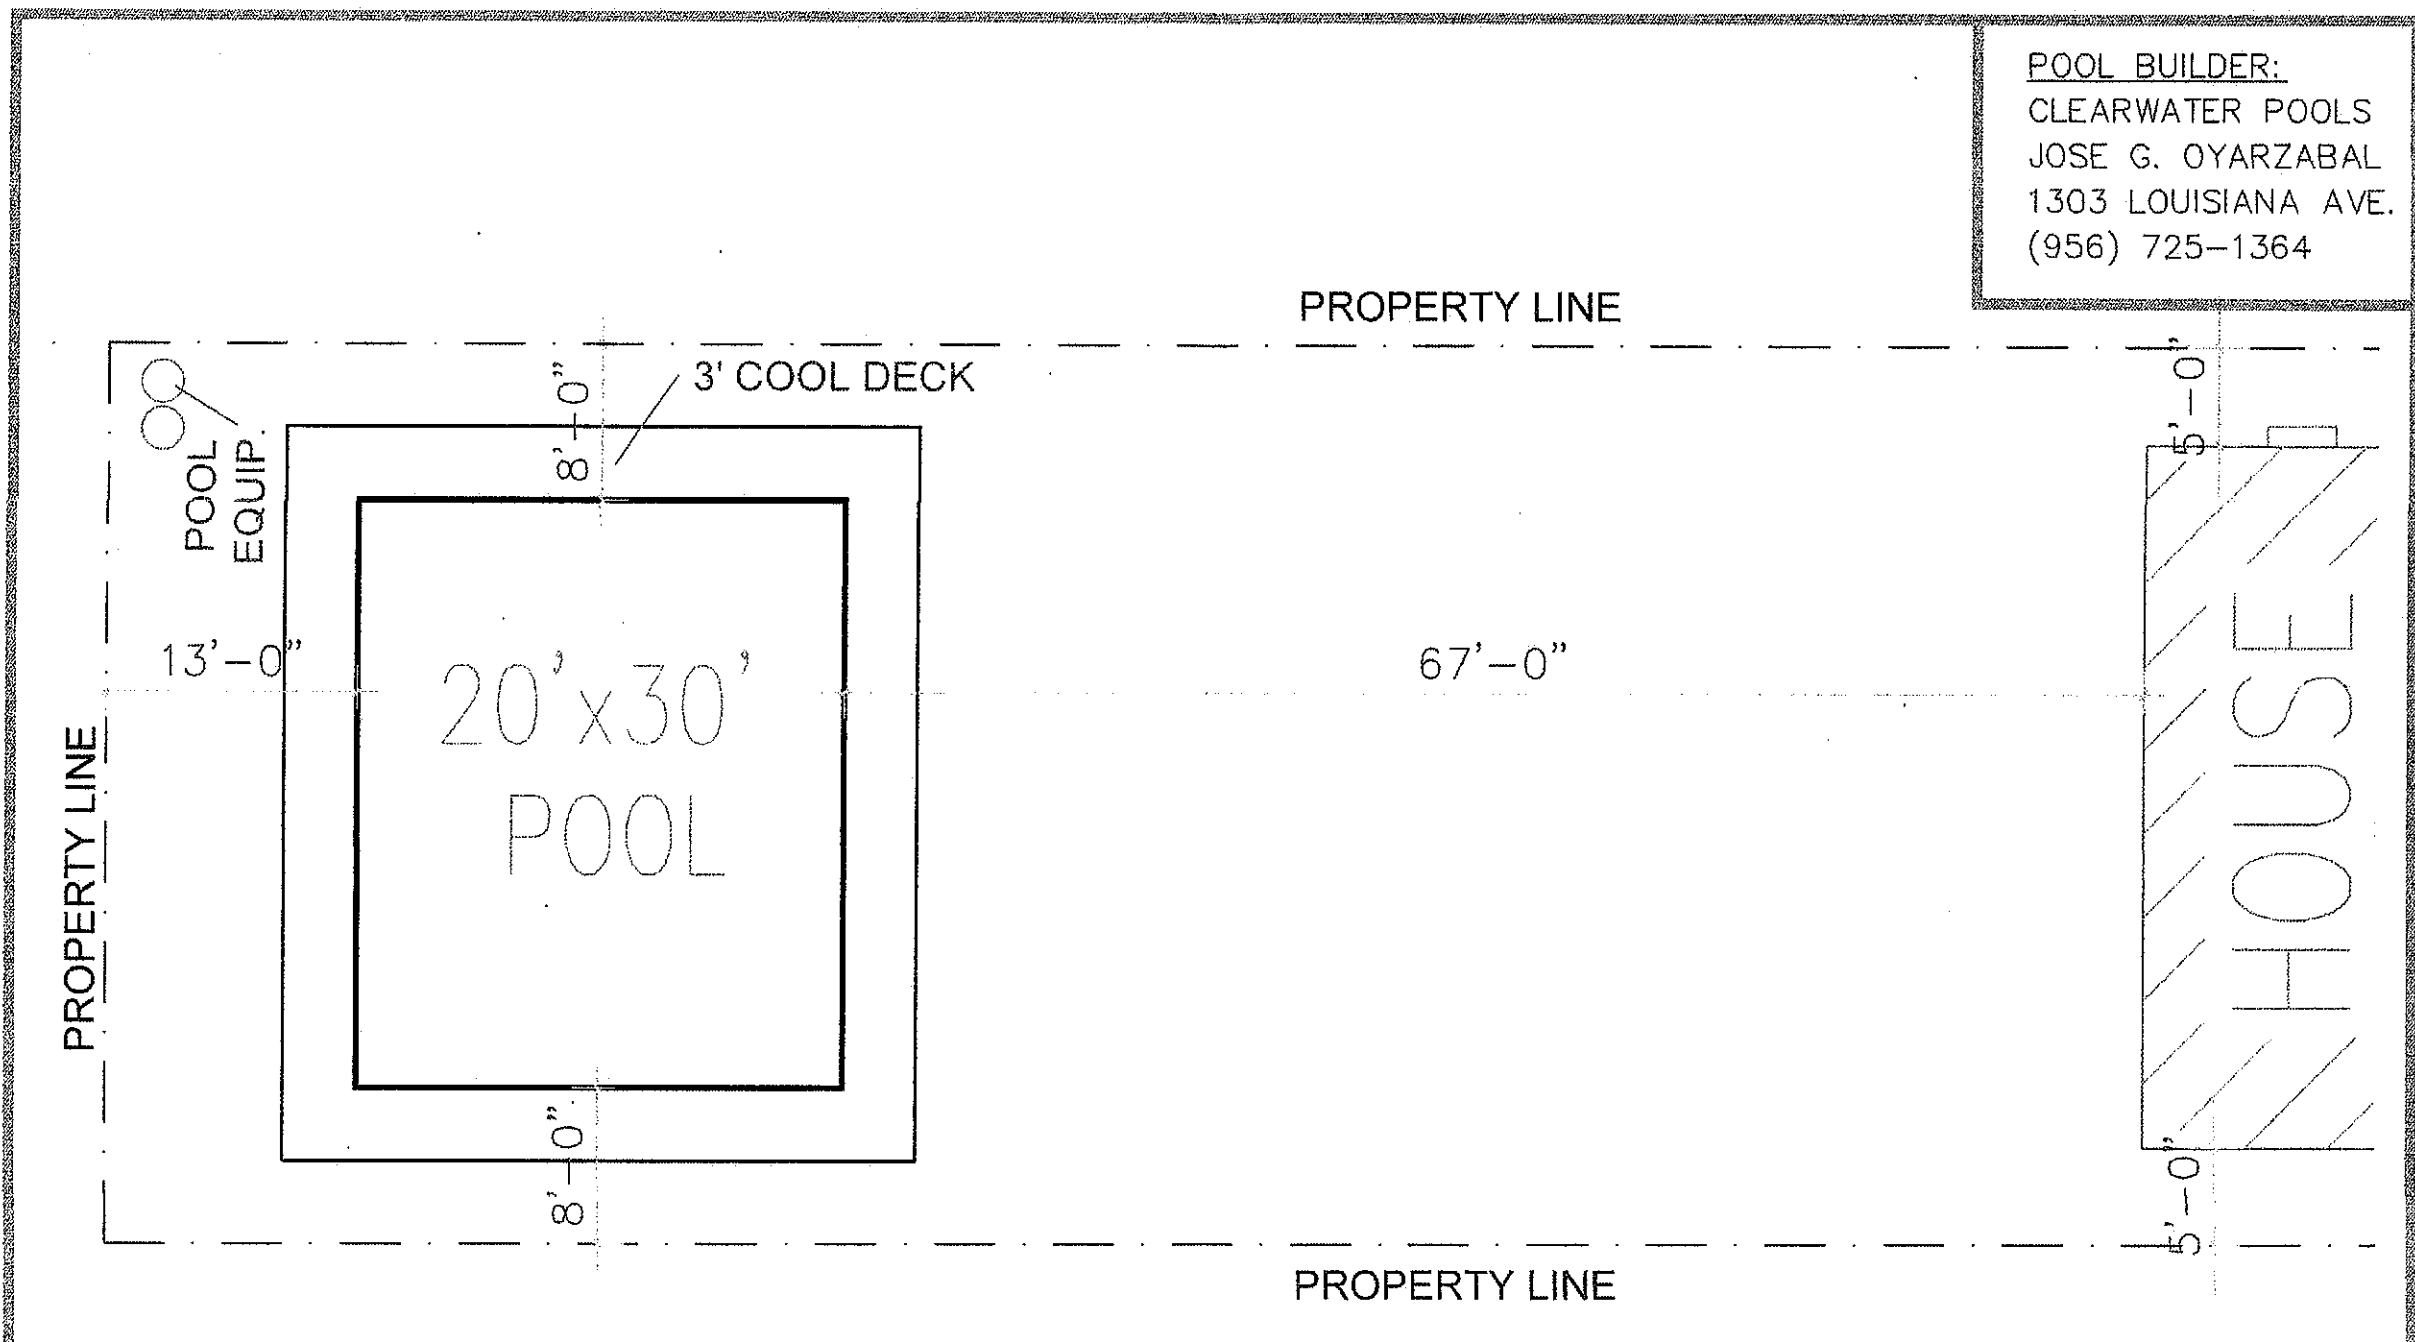 POOL BUILDER:
CLEARWATER POOLS
JOSE G. OYARZABAL
1303 LOUISIANA AVE.
(956) 725-1364
PROPERTY LINE
3' COOL DECK
8'-0"
5'-0"
POOL
EQUIP.
13'-0"
20'x30'
POOL
67'-0"
HOUSE
PROPERTY LINE
8'-0"
5'-0"
PROPERTY LINE